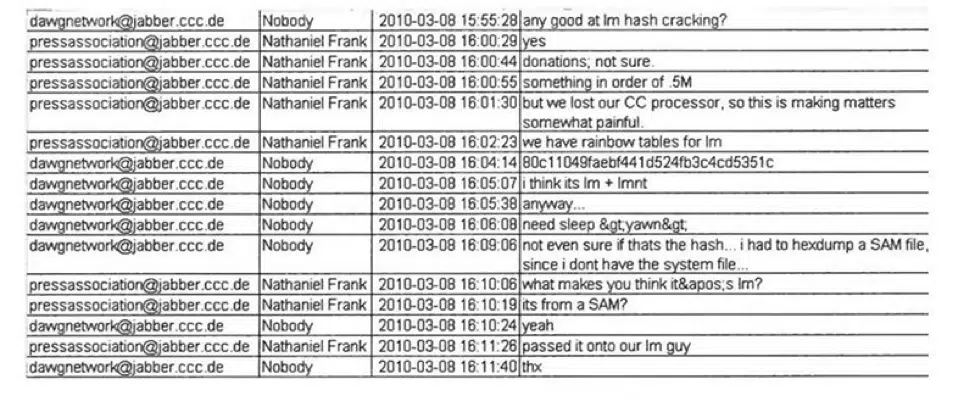 dawgnetwork@jabber.ccc.de Nobody 2010-03-08 15:55:28 any good at lm hash cracking?
pressassociation@jabber.ccc.de Nathaniel Frank 2010-03-08 16:00:29 yes
pressassociation@jabber.ccc.de Nathaniel Frank 2010-03-08 16:00:44 donations; not sure.
pressassociation@jabber.ccc.de Nathaniel Frank 2010-03-08 16:00:55 something in order of .5M
pressassociation@jabber.ccc.de Nathaniel Frank 2010-03-08 16:01:30 but we lost our CC processor, so this is making matters
somewhat painful.
pressassociation@jabber.ccc.de Nathaniel Frank 2010-03-08 16:02:23 we have rainbow tables for lm
dawgnetwork@jabber.ccc.de Nobody 2010-03-08 16:04:14 80c11049faebf441d524fb3c4cd5351c
dawgnetwork@jabber.ccc.de Nobody 2010-03-08 16:05:07 i think its lm + lmnt
dawgnetwork@jabber.ccc.de Nobody 2010-03-08 16:05:38 anyway...
dawgnetwork@jabber.ccc.de Nobody 2010-03-08 16:06:08 need sleep &gt;yawn&gt;
dawgnetwork@jabber.ccc.de Nobody 2010-03-08 16:09:06 not even sure if thats the hash... i had to hexdump a SAM file,
since i dont have the system file...
pressassociation@jabber.ccc.de Nathaniel Frank 2010-03-08 16:10:06 what makes you think it&apos;s lm?
pressassociation@jabber.ccc.de Nathaniel Frank 2010-03-08 16:10:19 its from a SAM?
dawgnetwork@jabber.ccc.de Nobody 2010-03-08 16:10:24 yeah
pressassociation@jabber.ccc.de Nathaniel Frank 2010-03-08 16:11:26 passed it onto our lm guy
dawgnetwork@jabber.ccc.de Nobody 2010-03-08 16:11:40 thx